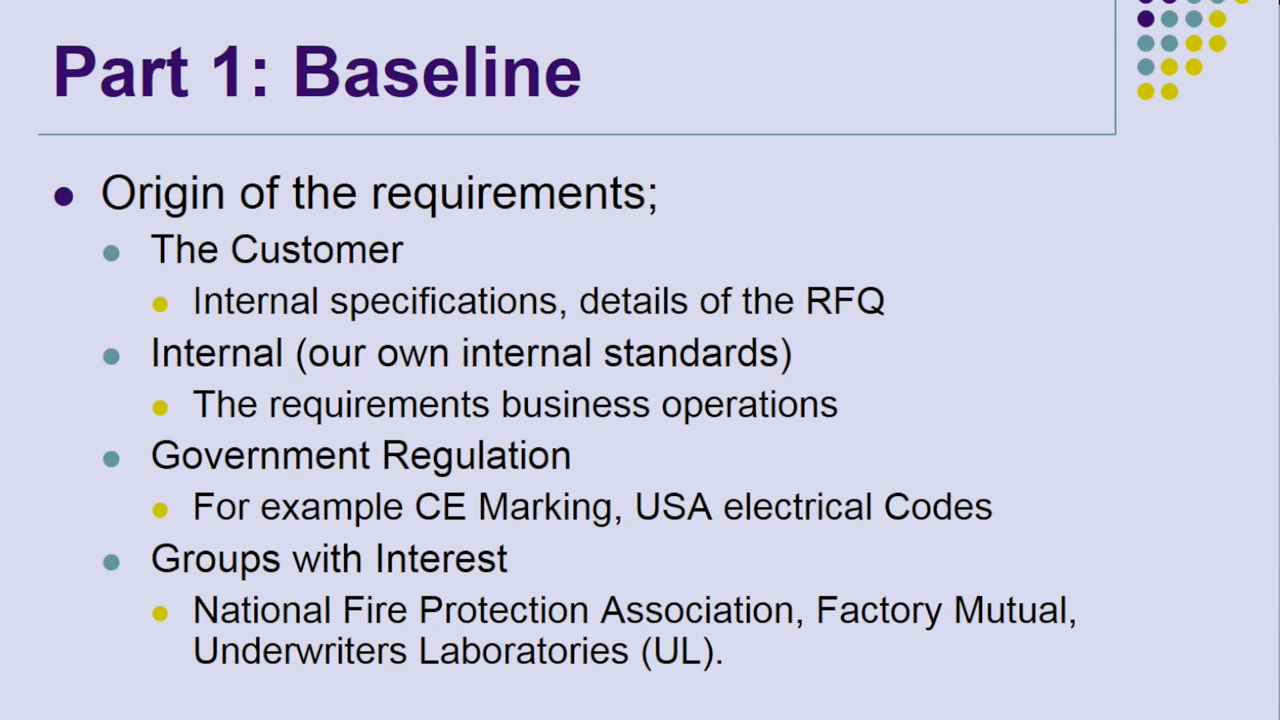 Part 1: Baseline
Origin of the requirements;
The Customer
Internal specifications, details of the RFQ
Internal (our own internal standards)
The requirements business operations
Government Regulation
For example CE Marking, USA electrical Codes
Groups with Interest
National Fire Protection Association, Factory Mutual,
Underwriters Laboratories (UL).